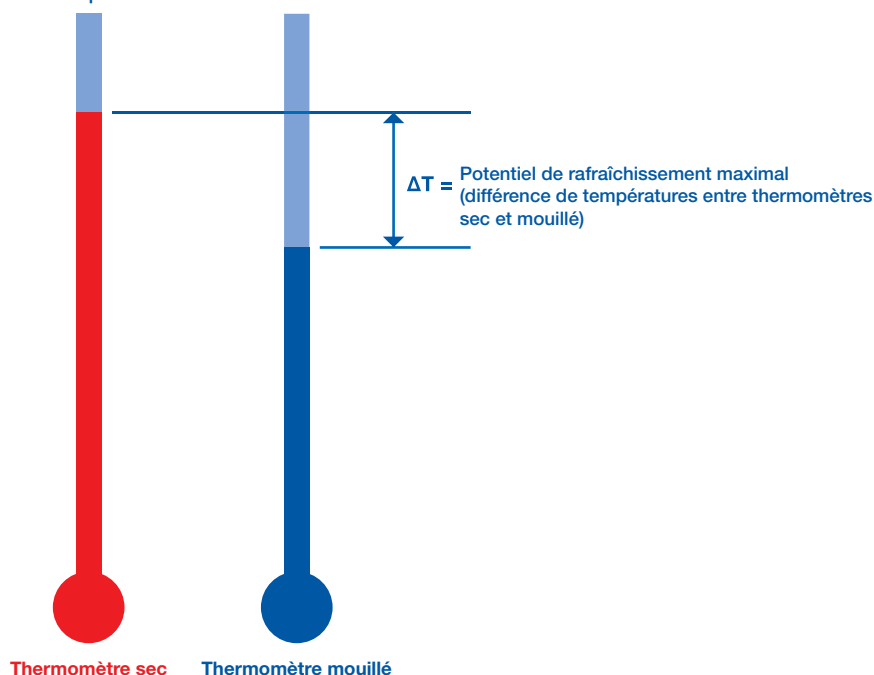 ΔT = Potentiel de rafraîchissement maximal
(différence de températures entre thermomètres
sec et mouillé)
Thermomètre sec Thermomètre mouillé